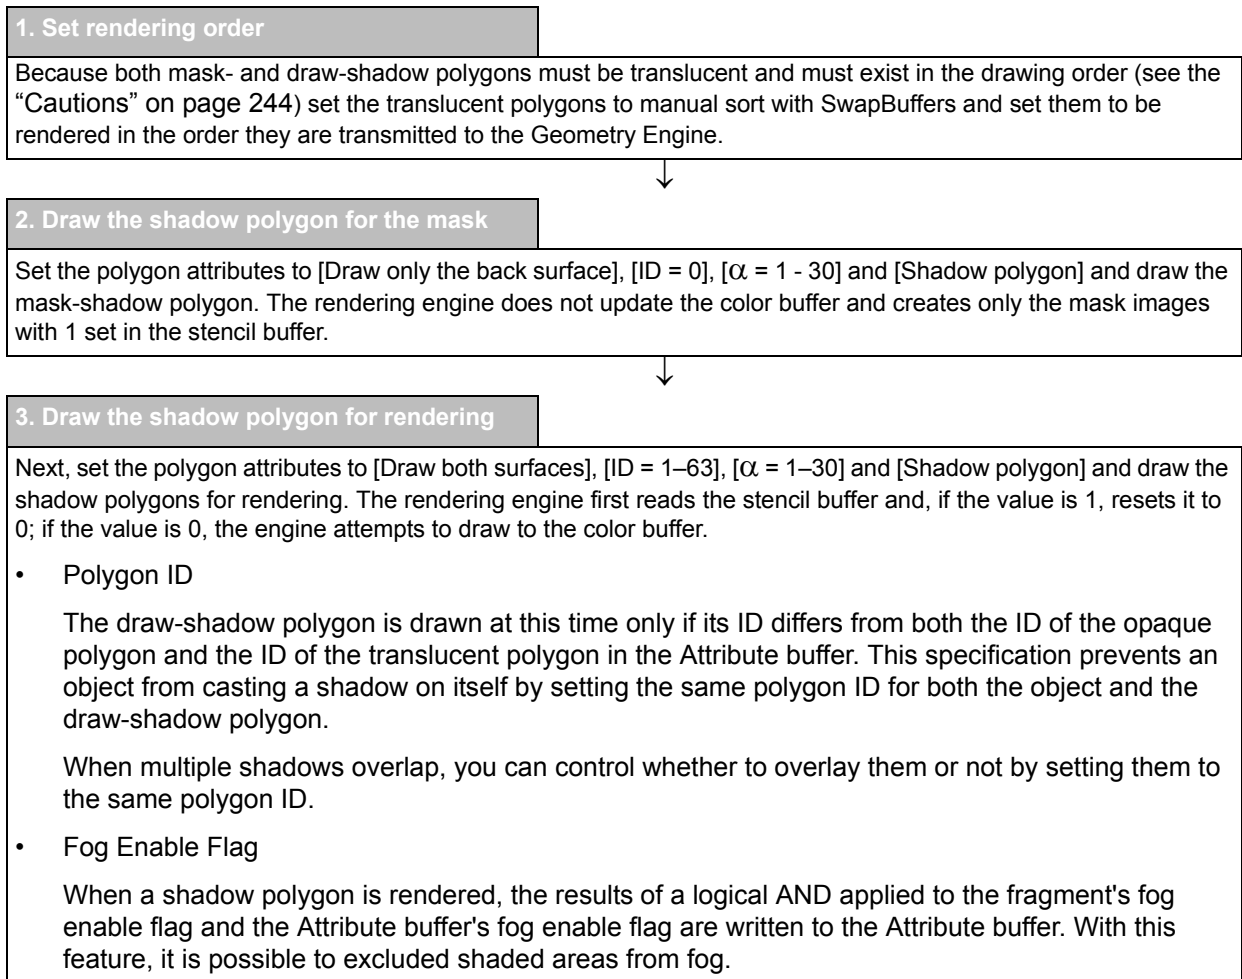 1. Set rendering order
Because both mask- and draw-shadow polygons must be translucent and must exist in the drawing order (see the
“Cautions” on page 244) set the translucent polygons to manual sort with SwapBuffers and set them to be
rendered in the order they are transmitted to the Geometry Engine.
↓
2. Draw the shadow polygon for the mask
Set the polygon attributes to [Draw only the back surface], [ID = 0], [α = 1 - 30] and [Shadow polygon] and draw the
mask-shadow polygon. The rendering engine does not update the color buffer and creates only the mask images
with 1 set in the stencil buffer.
↓
3. Draw the shadow polygon for rendering
Next, set the polygon attributes to [Draw both surfaces], [ID = 1–63], [α = 1–30] and [Shadow polygon] and draw the
shadow polygons for rendering. The rendering engine first reads the stencil buffer and, if the value is 1, resets it to
0; if the value is 0, the engine attempts to draw to the color buffer.
• Polygon ID
The draw-shadow polygon is drawn at this time only if its ID differs from both the ID of the opaque
polygon and the ID of the translucent polygon in the Attribute buffer. This specification prevents an
object from casting a shadow on itself by setting the same polygon ID for both the object and the
draw-shadow polygon.
When multiple shadows overlap, you can control whether to overlay them or not by setting them to
the same polygon ID.
• Fog Enable Flag
When a shadow polygon is rendered, the results of a logical AND applied to the fragment's fog
enable flag and the Attribute buffer's fog enable flag are written to the Attribute buffer. With this
feature, it is possible to excluded shaded areas from fog.